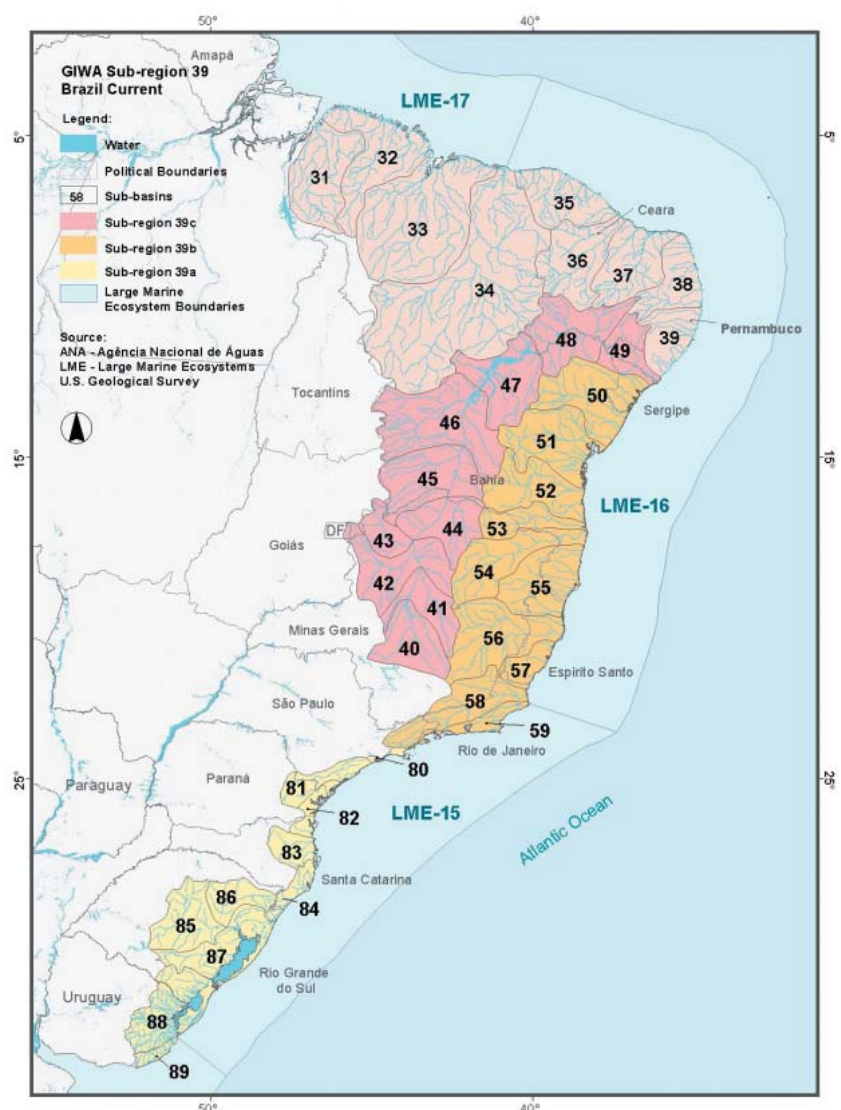 50°
40°
GIWA Sub-region 39
Brazil Current
Legend:
Water
Political Boundaries
58
Sub-basins
Sub-region 39c
Sub-region 39b
Sub-region 39a
Large Marine
Ecosystem Boundaries
Source:
ANA - Agência Nacional de Águas
LME - Large Marine Ecosystems
U.S. Geological Survey
Amapá
LME-17
5°
5°
31
32
33
34
35
Ceara
36
37
38
Pernambuco
39
48
49
47
50
Tocantins
Sergipe
46
51
15°
15°
45
Bahia
52
LME-16
DF
44
53
Goiás
43
54
42
55
41
Minas Gerais
56
40
57
Espírito Santo
58
São Paulo
59
Rio de Janeiro
80
Paraguay
Paraná
25°
25°
81
82
LME-15
Atlantic Ocean
83
Santa Catarina
86
84
85
87
Rio Grande
do Sul
Uruguay
88
89
50°
40°